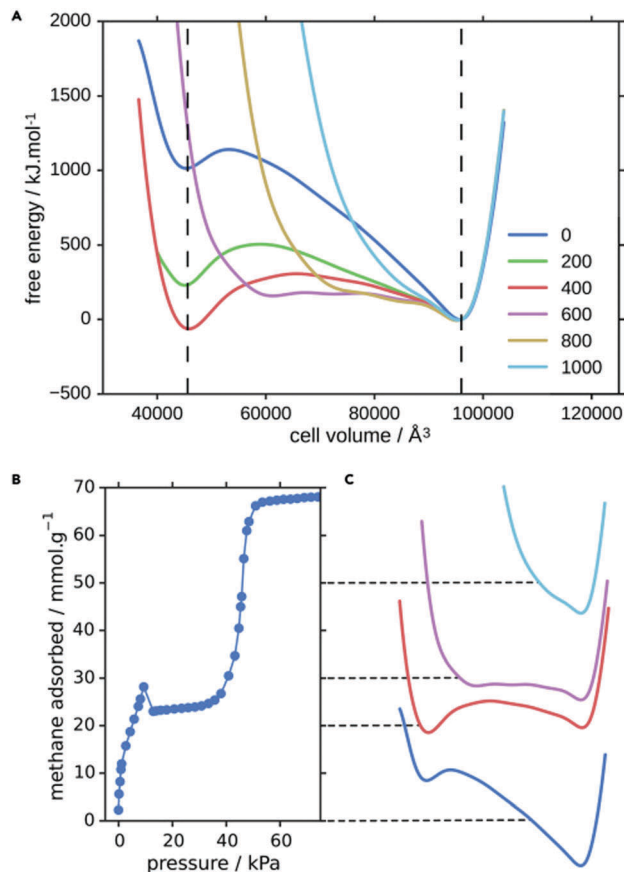 A
free energy / kJ.mol⁻¹
2000
1500
1000
500
0
−500
0
200
400
600
800
1000
40000 60000 80000 100000 120000
cell volume / Å³
B
C
methane adsorbed / mmol.g⁻¹
70
60
50
40
30
20
10
0
0 20 40 60
pressure / kPa